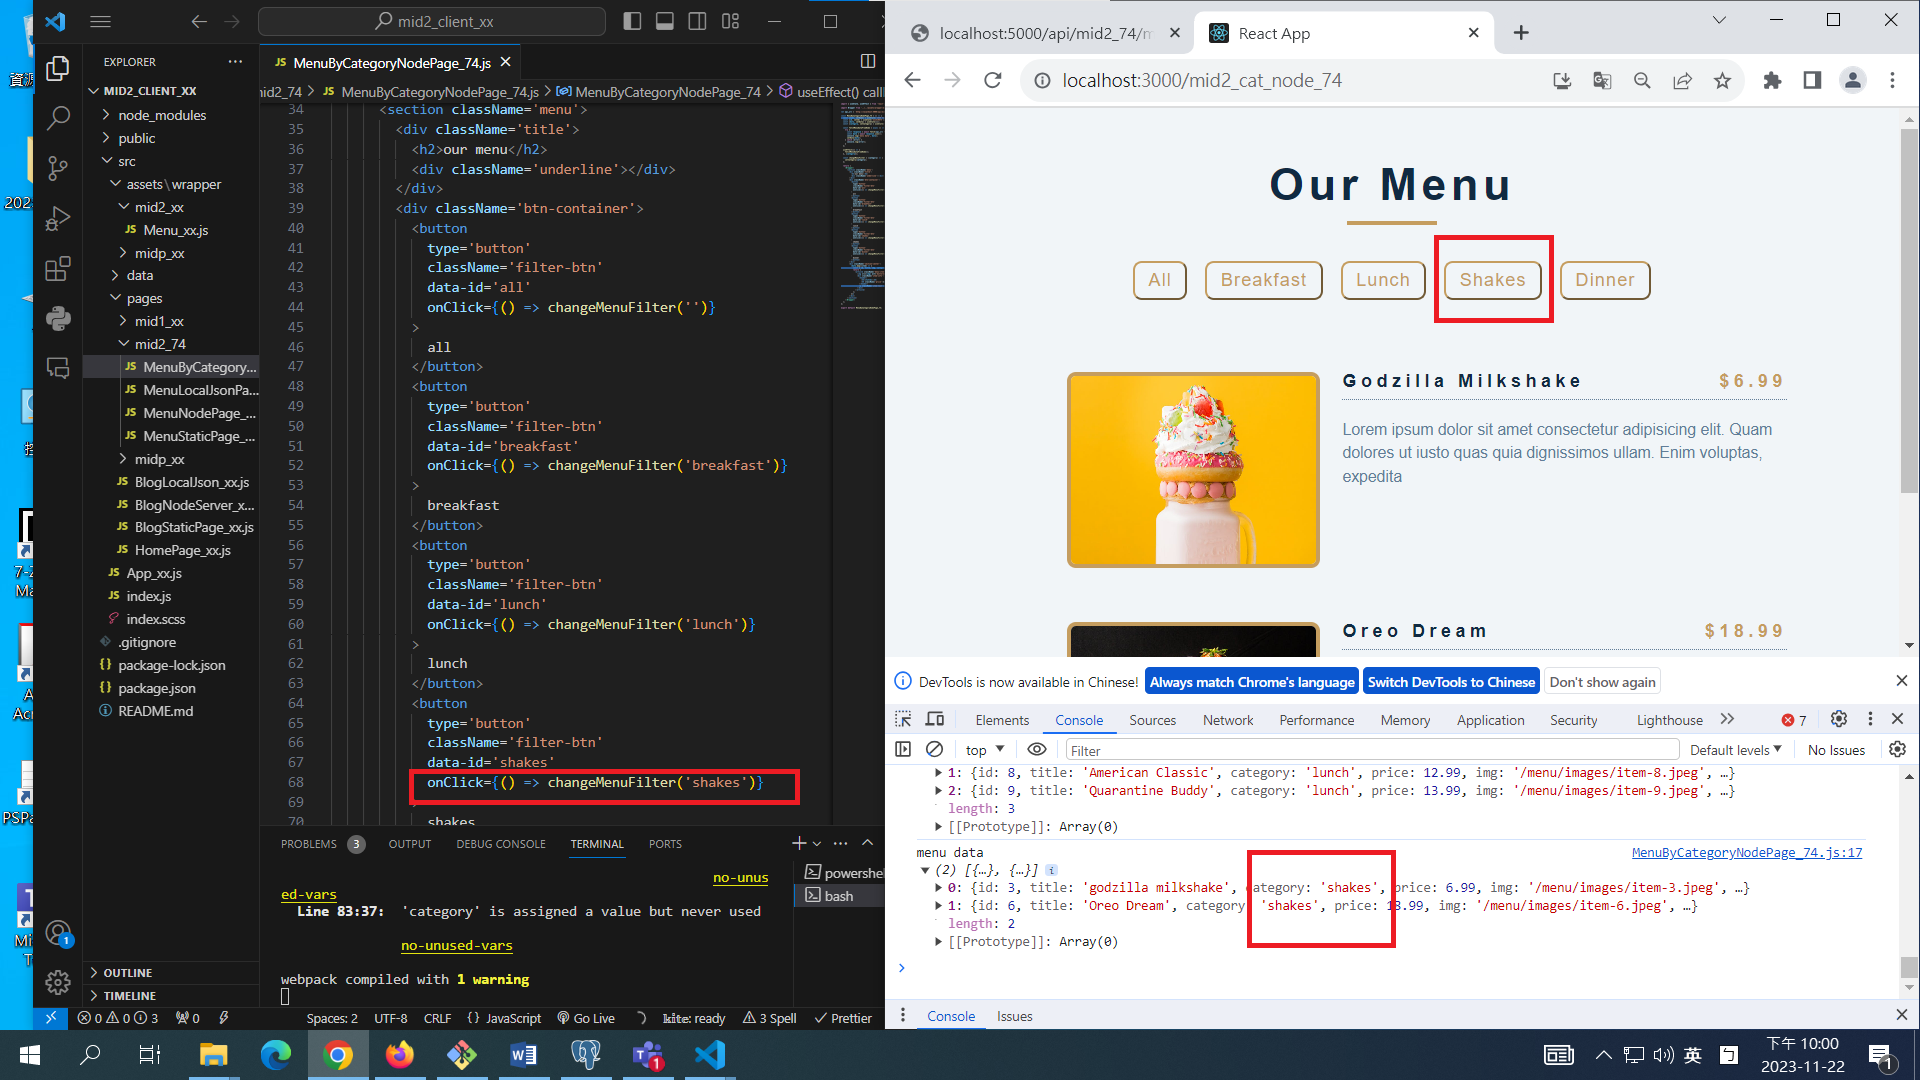 mid2_client_xx
EXPLORER
MID2_CLIENT_XX
node_modules
public
src
assets\wrapper
mid2_xx
Menu_xx.js
midp_xx
data
pages
mid1_xx
mid2_74
MenuByCategory...
MenuLocalJsonPa...
MenuNodePage_...
MenuStaticPage_...
midp_xx
BlogLocalJson_xx.js
BlogNodeServer_x...
BlogStaticPage_xx.js
HomePage_xx.js
App_xx.js
index.js
index.scss
.gitignore
package-lock.json
package.json
README.md
OUTLINE
TIMELINE
MenuByCategoryNodePage_74.js
mid2_74 > MenuByCategoryNodePage_74.js > MenuByCategoryNodePage_74 > useEffect() call
34 <section className='menu'>
35 <div className='title'>
36 <h2>our menu</h2>
37 <div className='underline'></div>
38 </div>
39 <div className='btn-container'>
40 <button
41 type='button'
42 className='filter-btn'
43 data-id='all'
44 onClick={() => changeMenuFilter('')}
45 >
46 all
47 </button>
48 <button
49 type='button'
50 className='filter-btn'
51 data-id='breakfast'
52 onClick={() => changeMenuFilter('breakfast')}
53 >
54 breakfast
55 </button>
56 <button
57 type='button'
58 className='filter-btn'
59 data-id='lunch'
60 onClick={() => changeMenuFilter('lunch')}
61 >
62 lunch
63 </button>
64 <button
65 type='button'
66 className='filter-btn'
67 data-id='shakes'
68 onClick={() => changeMenuFilter('shakes')}
69
70 shakes
PROBLEMS 3 OUTPUT DEBUG CONSOLE TERMINAL PORTS
no-unus
ed-vars
Line 83:37: 'category' is assigned a value but never used
no-unused-vars
webpack compiled with 1 warning
powershel
bash
0 0 3 0 Spaces: 2 UTF-8 CRLF {} JavaScript Go Live kite: ready 3 Spell Prettier
localhost:5000/api/mid2_74/m
React App
localhost:3000/mid2_cat_node_74
Our Menu
All Breakfast Lunch Shakes Dinner
Godzilla Milkshake $6.99
Lorem ipsum dolor sit amet consectetur adipisicing elit. Quam
dolores ut iusto quas quia dignissimos ullam. Enim voluptas,
expedita
Oreo Dream $18.99
DevTools is now available in Chinese! Always match Chrome's language Switch DevTools to Chinese Don't show again
Elements Console Sources Network Performance Memory Application Security Lighthouse 7
top Filter Default levels No Issues
1: {id: 8, title: 'American Classic', category: 'lunch', price: 12.99, img: '/menu/images/item-8.jpeg', …}
2: {id: 9, title: 'Quarantine Buddy', category: 'lunch', price: 13.99, img: '/menu/images/item-9.jpeg', …}
length: 3
[[Prototype]]: Array(0)
menu data MenuByCategoryNodePage_74.js:17
(2) [{…}, {…}] i
0: {id: 3, title: 'godzilla milkshake', category: 'shakes', price: 6.99, img: '/menu/images/item-3.jpeg', …}
1: {id: 6, title: 'Oreo Dream', category: 'shakes', price: 18.99, img: '/menu/images/item-6.jpeg', …}
length: 2
[[Prototype]]: Array(0)
Console Issues
英
下午 10:00
2023-11-22
1